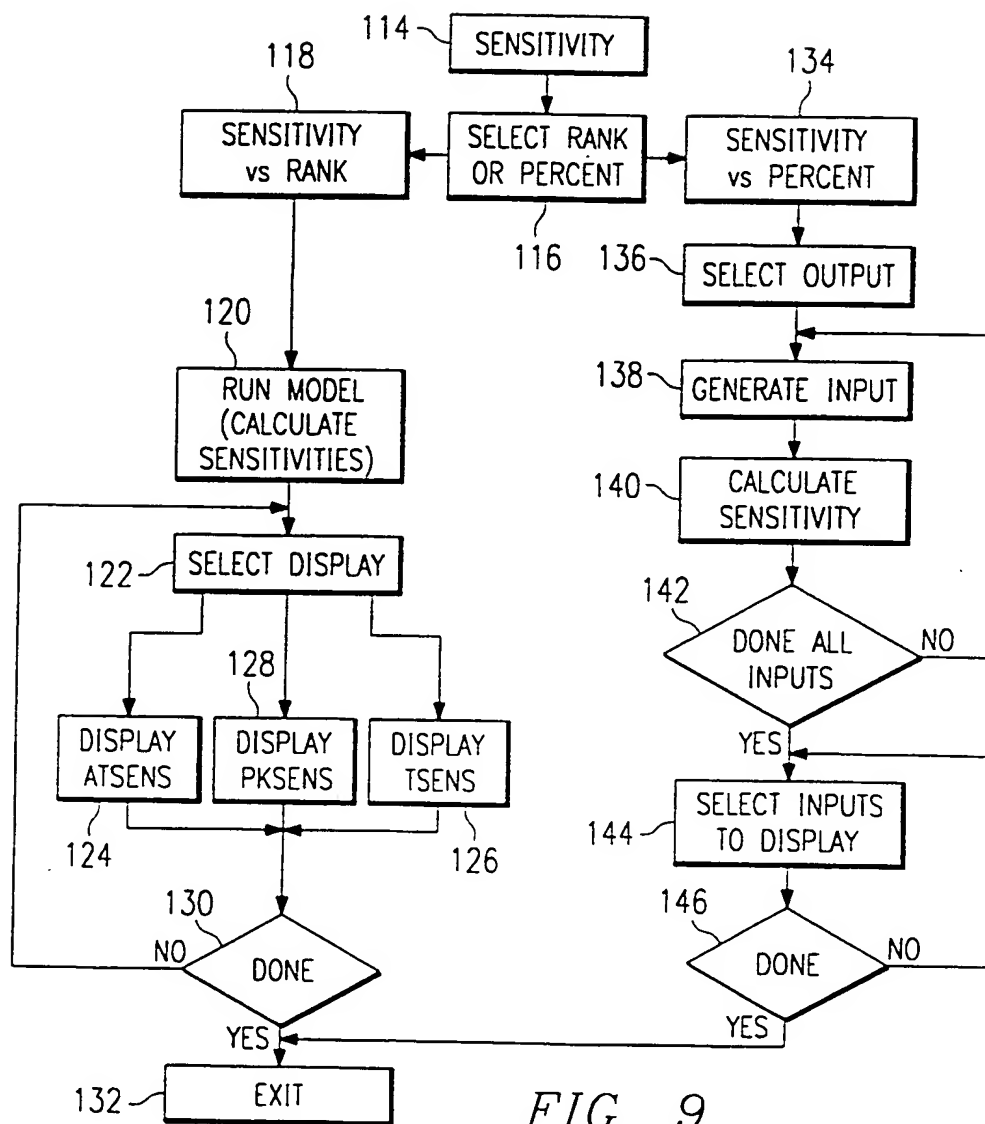 114
SENSITIVITY
118
SENSITIVITY
vs RANK
SELECT RANK
OR PERCENT
116
134
SENSITIVITY
vs PERCENT
136
SELECT OUTPUT
120
RUN MODEL
(CALCULATE
SENSITIVITIES)
138
GENERATE INPUT
140
CALCULATE
SENSITIVITY
122
SELECT DISPLAY
142
DONE ALL
INPUTS
NO
YES
DISPLAY
ATSENS
124
128
DISPLAY
PKSENS
DISPLAY
TSENS
126
144
SELECT INPUTS
TO DISPLAY
130
DONE
NO
YES
146
DONE
NO
YES
132
EXIT
FIG. 9